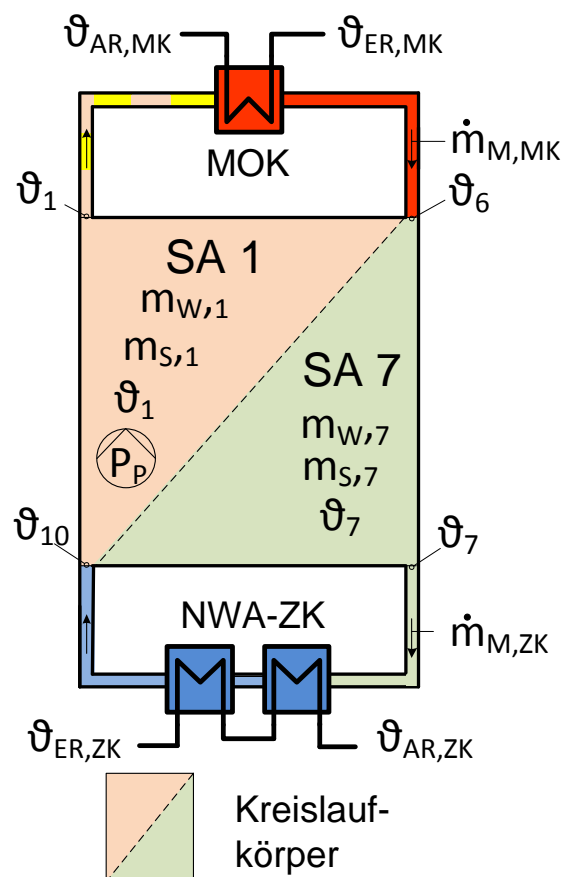 ϑAR,MK ϑER,MK
MOK
ṁM,MK
ϑ1 ϑ6
SA 1
mW,1
mS,1
ϑ1
PP
SA 7
mW,7
mS,7
ϑ7
ϑ10 ϑ7
NWA-ZK
ṁM,ZK
ϑER,ZK ϑAR,ZK
Kreislauf-
körper